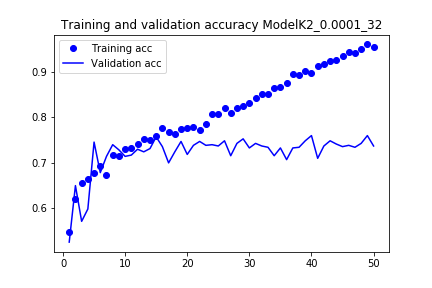 Training and validation accuracy ModelK2_0.0001_32
Training acc
Validation acc
0.9
0.8
0.7
0.6
0 10 20 30 40 50